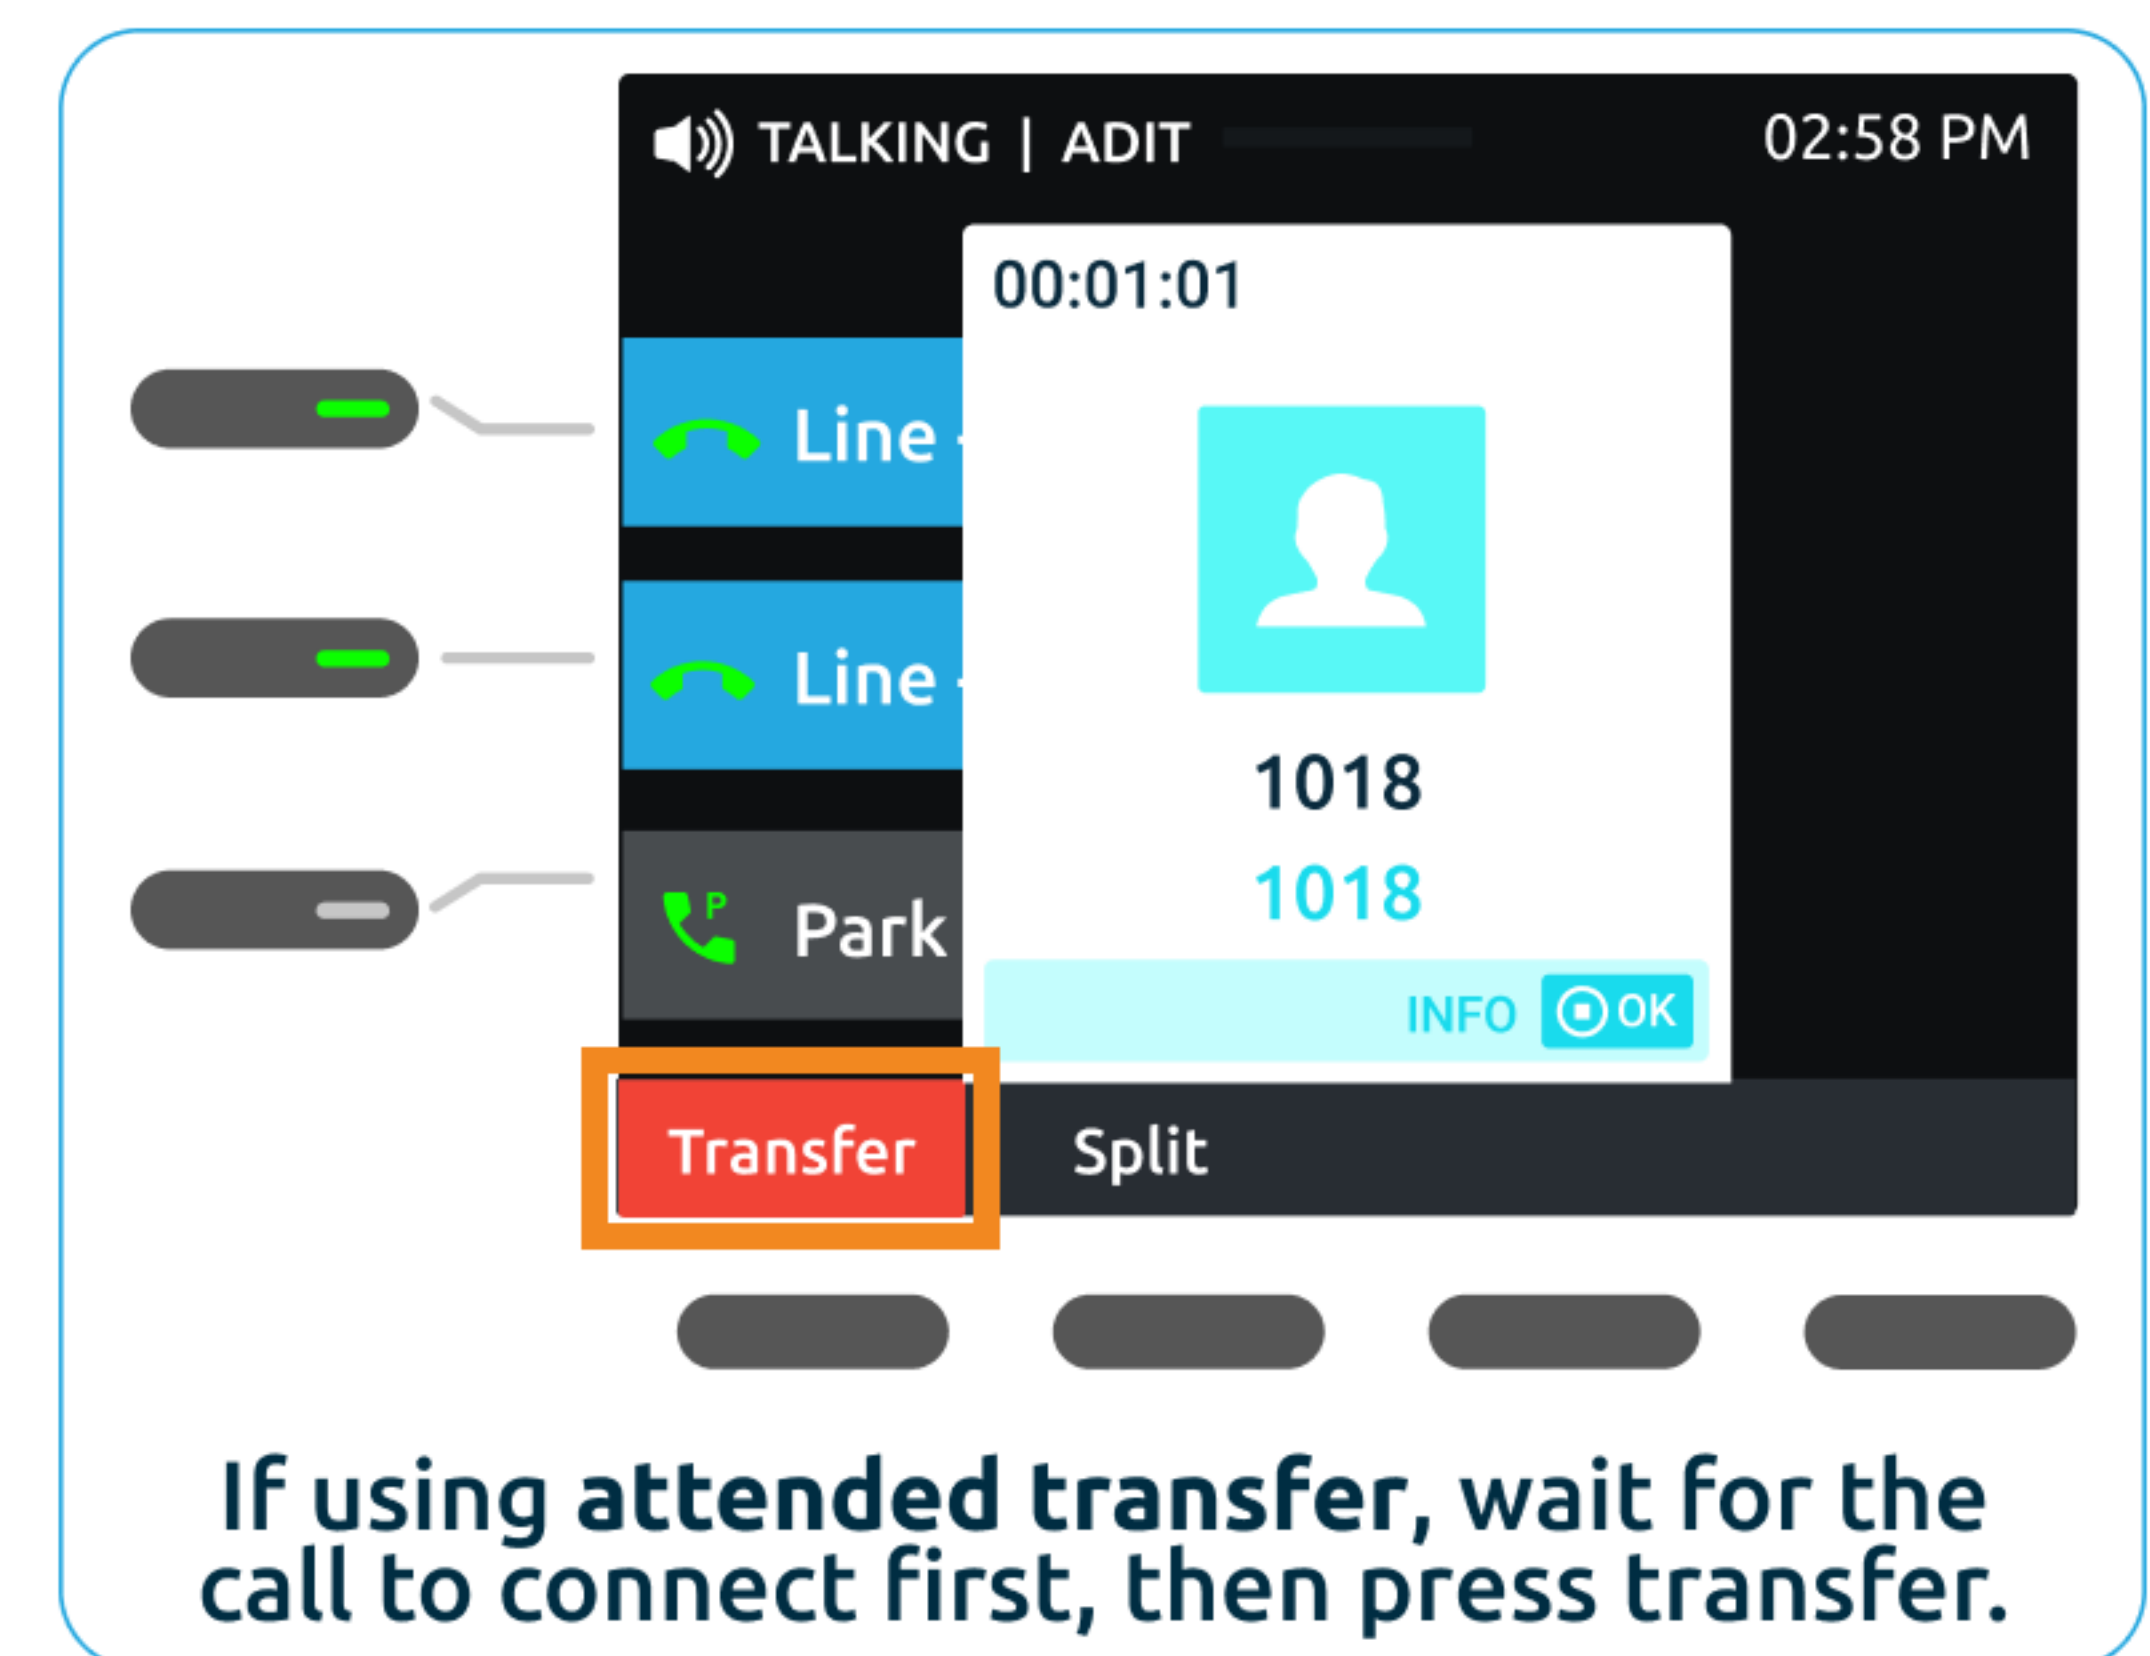 TALKING | ADIT 02:58 PM
00:01:01
Line -
Line -
1018
1018
P Park
INFO OK
Transfer Split
If using attended transfer, wait for the
call to connect first, then press transfer.